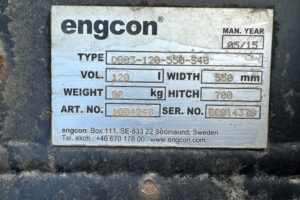 engcon®
MAN. YEAR
05/15
TYPE DB03-120-550-S40
VOL. 120 l WIDTH 550 mm
WEIGHT 80 kg HITCH 700
ART. NO. SER. NO.
engcon Box 111, SE-833 22 Strömsund, Sweden
Tel. exch.: +46 670 178 00 www.engcon.com